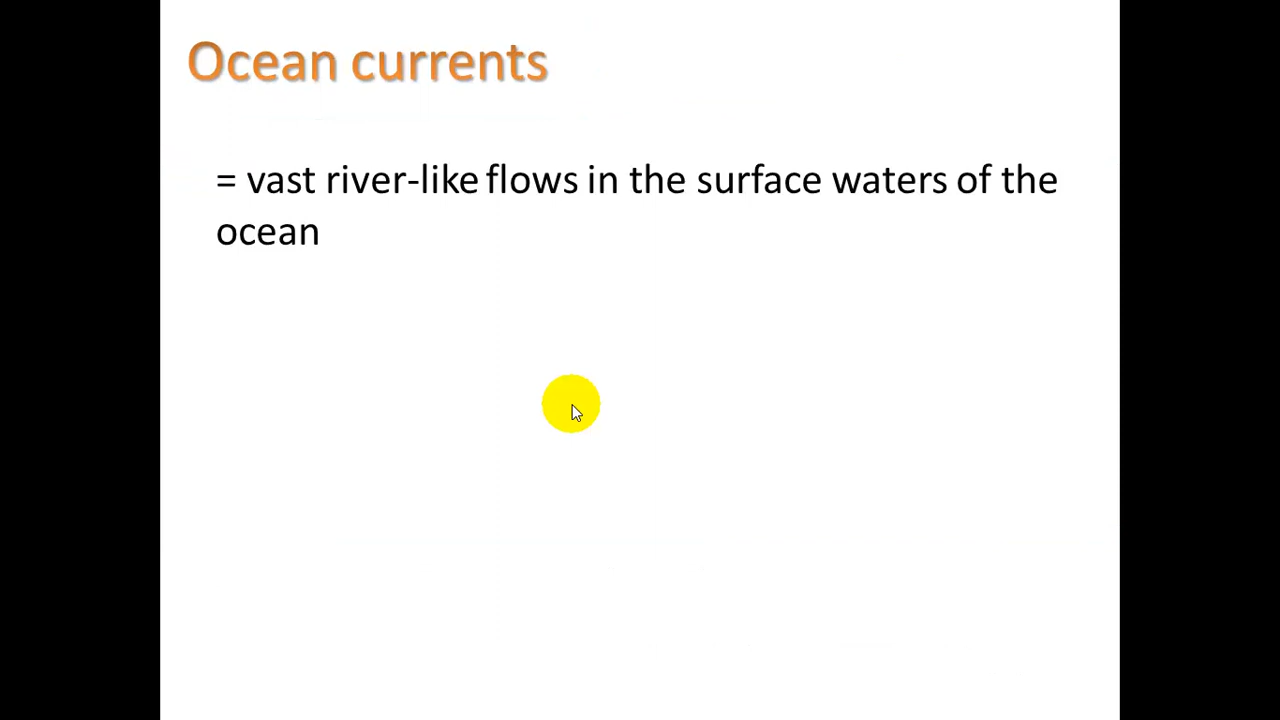 Ocean currents
= vast river-like flows in the surface waters of the
ocean